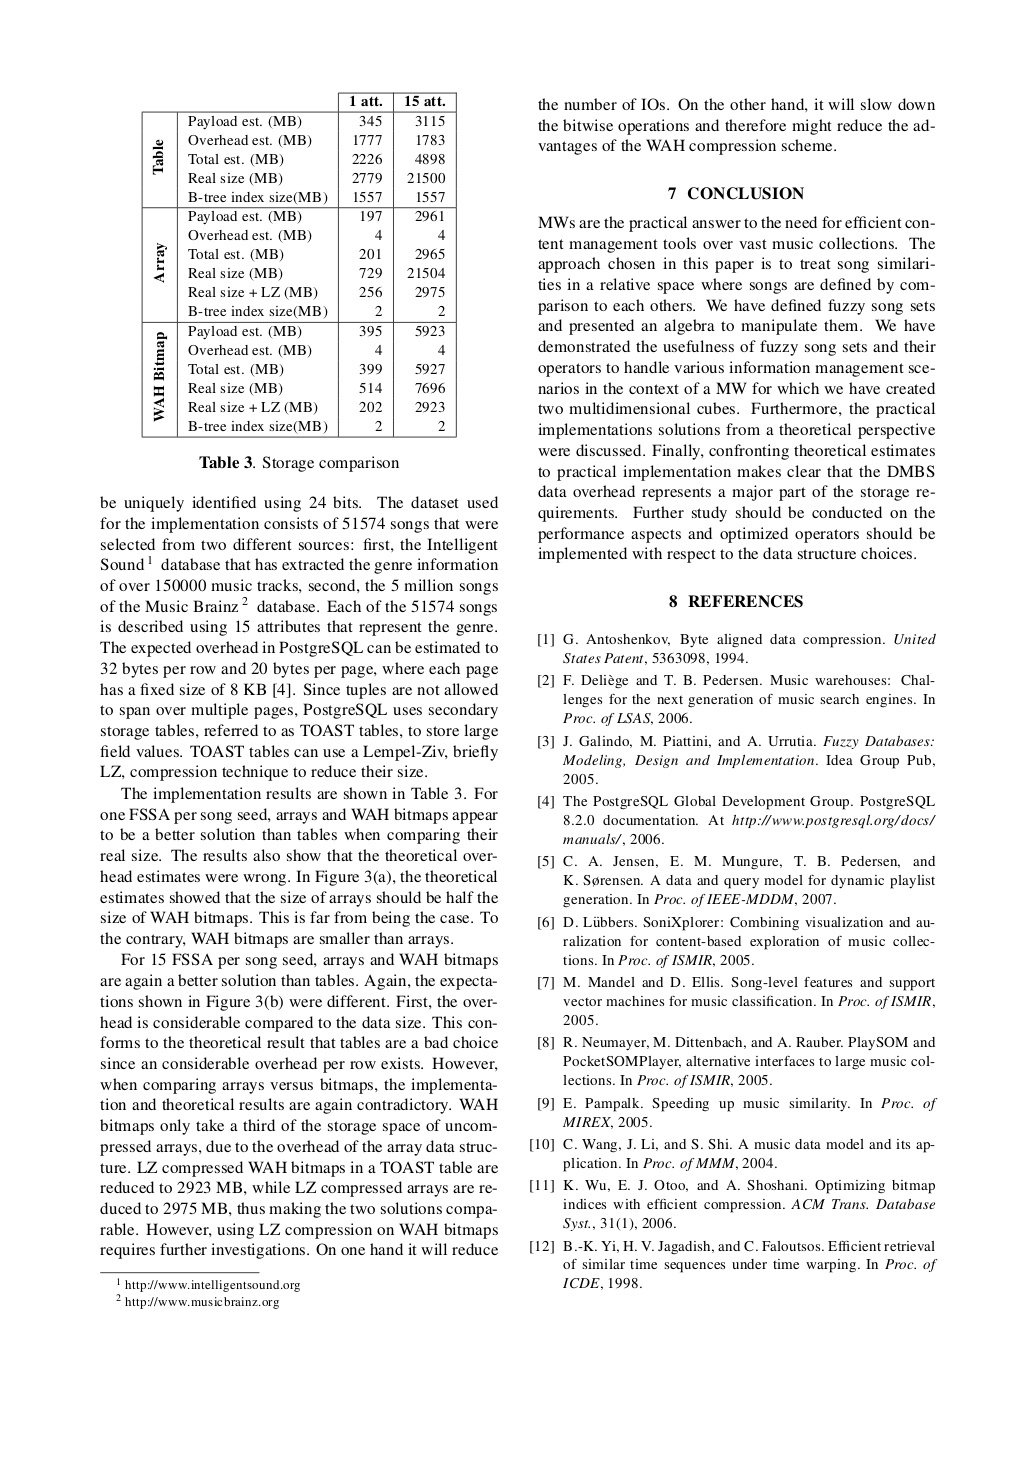 1 att. 15 att.
Table
Payload est. (MB) 345 3115
Overhead est. (MB) 1777 1783
Total est. (MB) 2226 4898
Real size (MB) 2779 21500
B-tree index size(MB) 1557 1557
Array
Payload est. (MB) 197 2961
Overhead est. (MB) 4 4
Total est. (MB) 201 2965
Real size (MB) 729 21504
Real size + LZ (MB) 256 2975
B-tree index size(MB) 2 2
WAH Bitmap
Payload est. (MB) 395 5923
Overhead est. (MB) 4 4
Total est. (MB) 399 5927
Real size (MB) 514 7696
Real size + LZ (MB) 202 2923
B-tree index size(MB) 2 2
Table 3. Storage comparison
be uniquely identified using 24 bits. The dataset used
for the implementation consists of 51574 songs that were
selected from two different sources: first, the Intelligent
Sound 1 database that has extracted the genre information
of over 150000 music tracks, second, the 5 million songs
of the Music Brainz 2 database. Each of the 51574 songs
is described using 15 attributes that represent the genre.
The expected overhead in PostgreSQL can be estimated to
32 bytes per row and 20 bytes per page, where each page
has a fixed size of 8 KB [4]. Since tuples are not allowed
to span over multiple pages, PostgreSQL uses secondary
storage tables, referred to as TOAST tables, to store large
field values. TOAST tables can use a Lempel-Ziv, briefly
LZ, compression technique to reduce their size.
The implementation results are shown in Table 3. For
one FSSA per song seed, arrays and WAH bitmaps appear
to be a better solution than tables when comparing their
real size. The results also show that the theoretical over-
head estimates were wrong. In Figure 3(a), the theoretical
estimates showed that the size of arrays should be half the
size of WAH bitmaps. This is far from being the case. To
the contrary, WAH bitmaps are smaller than arrays.
For 15 FSSA per song seed, arrays and WAH bitmaps
are again a better solution than tables. Again, the expecta-
tions shown in Figure 3(b) were different. First, the over-
head is considerable compared to the data size. This con-
forms to the theoretical result that tables are a bad choice
since an considerable overhead per row exists. However,
when comparing arrays versus bitmaps, the implementa-
tion and theoretical results are again contradictory. WAH
bitmaps only take a third of the storage space of uncom-
pressed arrays, due to the overhead of the array data struc-
ture. LZ compressed WAH bitmaps in a TOAST table are
reduced to 2923 MB, while LZ compressed arrays are re-
duced to 2975 MB, thus making the two solutions compa-
rable. However, using LZ compression on WAH bitmaps
requires further investigations. On one hand it will reduce
1 http://www.intelligentsound.org
2 http://www.musicbrainz.org
the number of IOs. On the other hand, it will slow down
the bitwise operations and therefore might reduce the ad-
vantages of the WAH compression scheme.
7 CONCLUSION
MWs are the practical answer to the need for efficient con-
tent management tools over vast music collections. The
approach chosen in this paper is to treat song similari-
ties in a relative space where songs are defined by com-
parison to each others. We have defined fuzzy song sets
and presented an algebra to manipulate them. We have
demonstrated the usefulness of fuzzy song sets and their
operators to handle various information management sce-
narios in the context of a MW for which we have created
two multidimensional cubes. Furthermore, the practical
implementations solutions from a theoretical perspective
were discussed. Finally, confronting theoretical estimates
to practical implementation makes clear that the DMBS
data overhead represents a major part of the storage re-
quirements. Further study should be conducted on the
performance aspects and optimized operators should be
implemented with respect to the data structure choices.
8 REFERENCES
[1] G. Antoshenkov, Byte aligned data compression. United
States Patent, 5363098, 1994.
[2] F. Deliège and T. B. Pedersen. Music warehouses: Chal-
lenges for the next generation of music search engines. In
Proc. of LSAS, 2006.
[3] J. Galindo, M. Piattini, and A. Urrutia. Fuzzy Databases:
Modeling, Design and Implementation. Idea Group Pub,
2005.
[4] The PostgreSQL Global Development Group. PostgreSQL
8.2.0 documentation. At http://www.postgresql.org/docs/
manuals/, 2006.
[5] C. A. Jensen, E. M. Mungure, T. B. Pedersen, and
K. Sørensen. A data and query model for dynamic playlist
generation. In Proc. of IEEE-MDDM, 2007.
[6] D. Lübbers. SoniXplorer: Combining visualization and au-
ralization for content-based exploration of music collec-
tions. In Proc. of ISMIR, 2005.
[7] M. Mandel and D. Ellis. Song-level features and support
vector machines for music classification. In Proc. of ISMIR,
2005.
[8] R. Neumayer, M. Dittenbach, and A. Rauber. PlaySOM and
PocketSOMPlayer, alternative interfaces to large music col-
lections. In Proc. of ISMIR, 2005.
[9] E. Pampalk. Speeding up music similarity. In Proc. of
MIREX, 2005.
[10] C. Wang, J. Li, and S. Shi. A music data model and its ap-
plication. In Proc. of MMM, 2004.
[11] K. Wu, E. J. Otoo, and A. Shoshani. Optimizing bitmap
indices with efficient compression. ACM Trans. Database
Syst., 31(1), 2006.
[12] B.-K. Yi, H. V. Jagadish, and C. Faloutsos. Efficient retrieval
of similar time sequences under time warping. In Proc. of
ICDE, 1998.